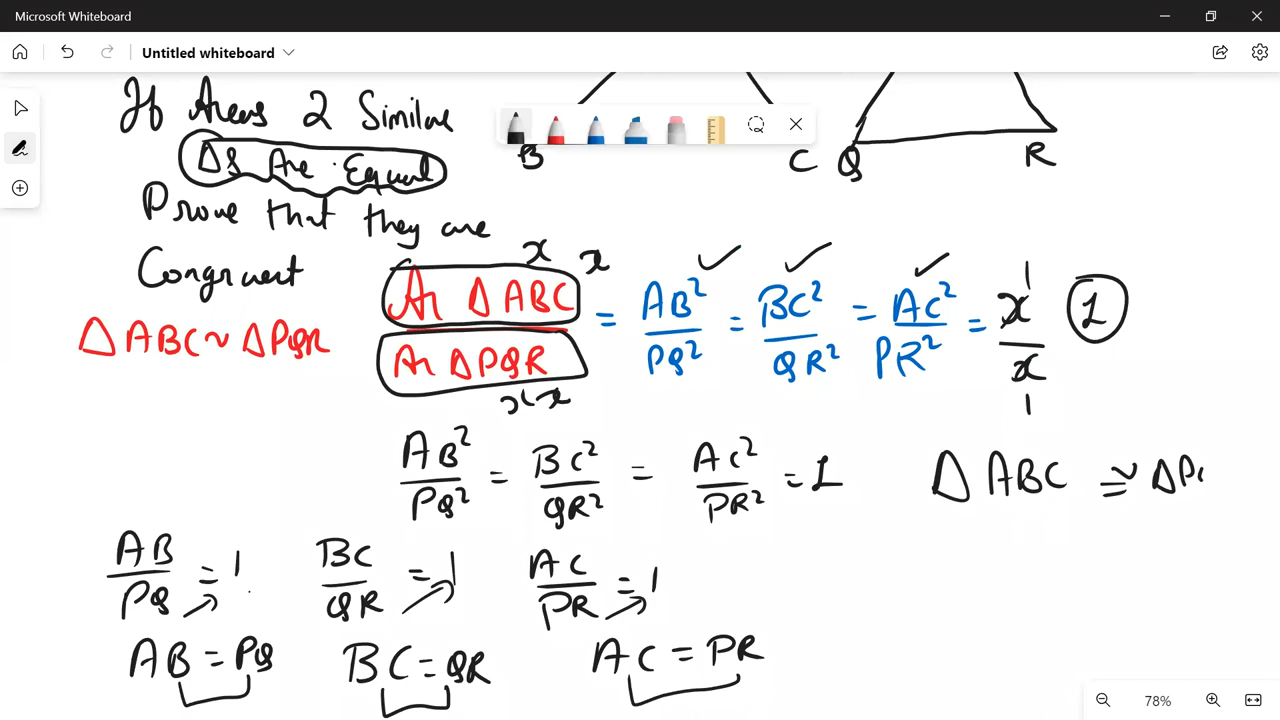 Microsoft Whiteboard
Untitled whiteboard
If Areas 2 Similar
Δs Are Equal
Prove that they are
Congruent
B C Q R
ΔABC ~ ΔPQR
x x
Ar ΔABC / Ar ΔPQR = AB²/PQ² = BC²/QR² = AC²/PR² = x/x 1 1 ①
x x
AB²/PQ² = BC²/QR² = AC²/PR² = 1
Δ ABC ≅ ΔP
AB/PQ = 1 BC/QR = 1 AC/PR = 1
AB = PQ BC = QR AC = PR
78%